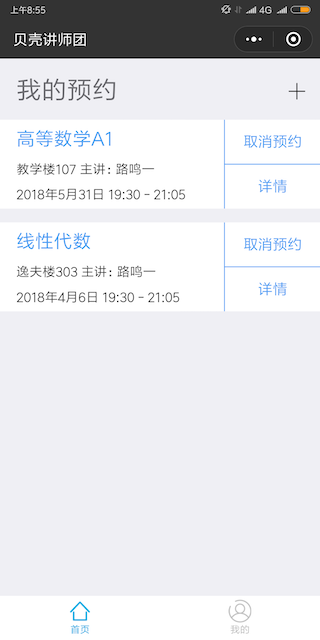 上午8:55
4G
贝壳讲师团
我的预约
高等数学A1
取消预约
教学楼107 主讲：路鸣一
2018年5月31日 19:30 - 21:05
详情
线性代数
取消预约
逸夫楼303 主讲：路鸣一
2018年4月6日 19:30 - 21:05
详情
首页
我的